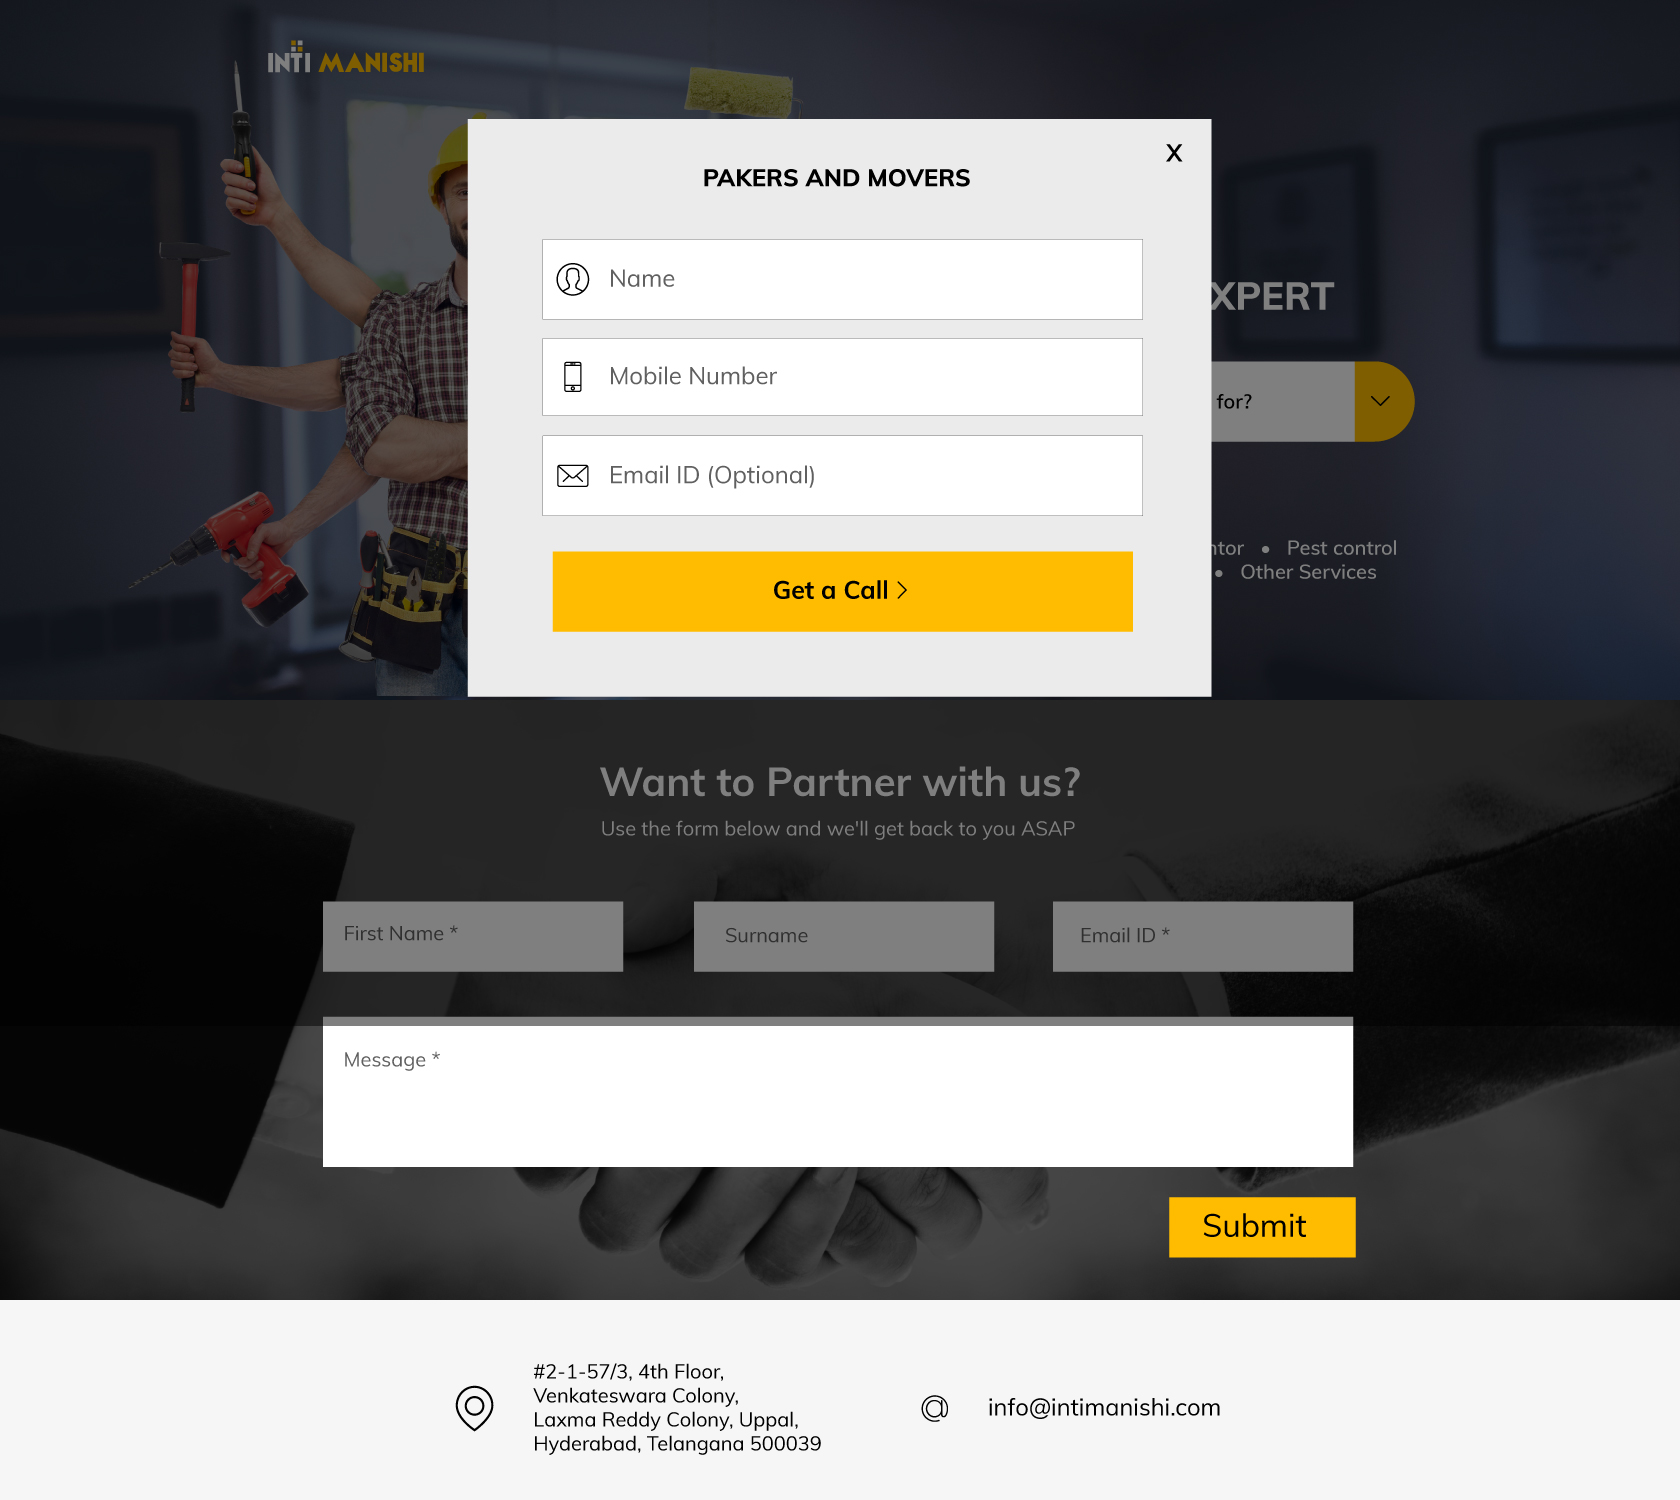 INTI MANISHI
X
PAKERS AND MOVERS
Name
XPERT
Mobile Number
for?
Email ID (Optional)
Pest control
• Other Services
Get a Call >
Want to Partner with us?
Use the form below and we'll get back to you ASAP
First Name *
Surname
Email ID *
Message *
Submit
#2-1-57/3, 4th Floor,
Venkateswara Colony,
Laxma Reddy Colony, Uppal,
Hyderabad, Telangana 500039
info@intimanishi.com